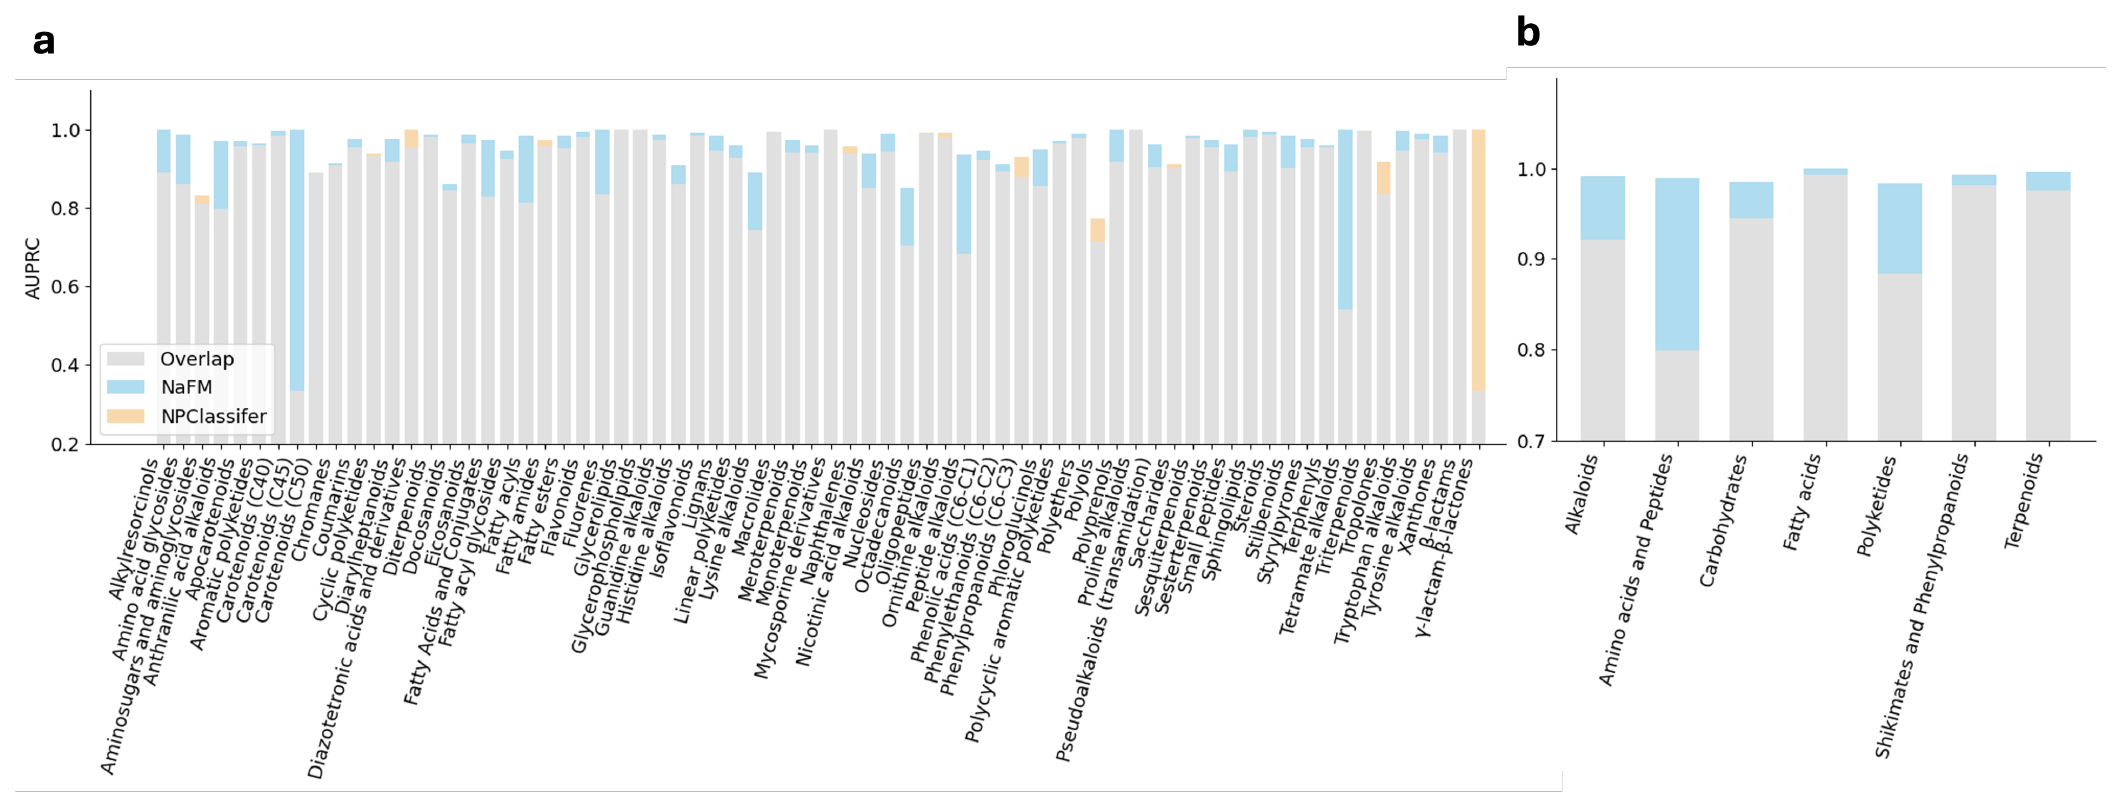 a
AUPRC
1.0
0.8
0.6
0.4
0.2
Overlap
NaFM
NPClassifer
Alkylresorcinols
Amino acid glycosides
Aminosugars and aminoglycosides
Anthranilic acid alkaloids
Apocarotenoids
Aromatic polyketides
Carotenoids (C40)
Carotenoids (C45)
Carotenoids (C50)
Chromanes
Coumarins
Cyclic polyketides
Diarylheptanoids
Diazotetronic acids and derivatives
Diterpenoids
Docosanoids
Eicosanoids
Fatty Acids and Conjugates
Fatty acyl glycosides
Fatty acyls
Fatty amides
Fatty esters
Flavonoids
Fluorenes
Glycerolipids
Glycerophospholipids
Guanidine alkaloids
Histidine alkaloids
Isoflavonoids
Lignans
Linear polyketides
Lysine alkaloids
Macrolides
Meroterpenoids
Monoterpenoids
Mycosporine derivatives
Naphthalenes
Nicotinic acid alkaloids
Nucleosides
Octadecanoids
Oligopeptides
Ornithine alkaloids
Peptide alkaloids
Phenolic acids (C6-C1)
Phenylethanoids (C6-C2)
Phenylpropanoids (C6-C3)
Phloroglucinols
Polycyclic aromatic polyketides
Polyethers
Polyols
Polyprenols
Proline alkaloids
Pseudoalkaloids (transamidation)
Saccharides
Sesquiterpenoids
Sesterterpenoids
Small peptides
Sphingolipids
Steroids
Stilbenoids
Styrylpyrones
Terphenyls
Tetramate alkaloids
Triterpenoids
Tropolones
Tryptophan alkaloids
Tyrosine alkaloids
Xanthones
β-lactams
γ-lactam-β-lactones
b
1.0
0.9
0.8
0.7
Alkaloids
Amino acids and Peptides
Carbohydrates
Fatty acids
Polyketides
Shikimates and Phenylpropanoids
Terpenoids